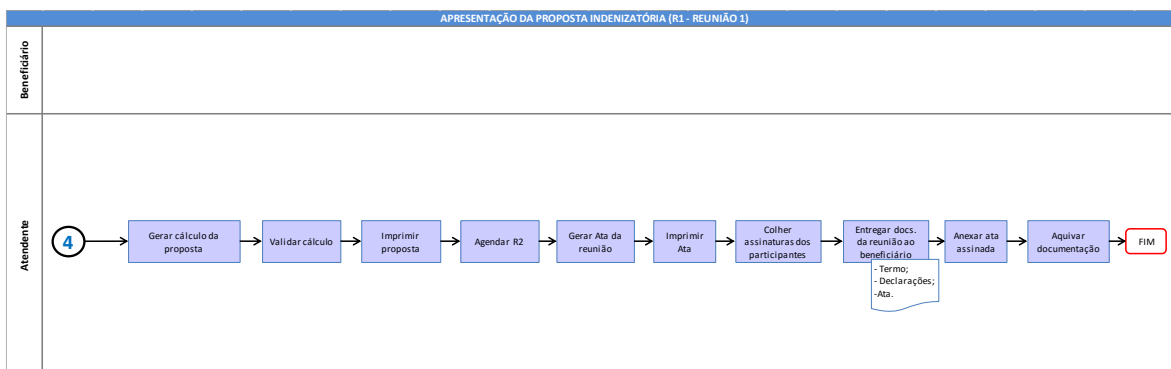 APRESENTAÇÃO DA PROPOSTA INDENIZATÓRIA (R1 - REUNIÃO 1)
Beneficiário
Atendente
4
Gerar cálculo da
proposta
Validar cálculo
Imprimir
proposta
Agendar R2
Gerar Ata da
reunião
Imprimir
Ata
Colher
assinaturas dos
participantes
Entregar docs.
da reunião ao
beneficiário
- Termo;
- Declarações;
-Ata.
Anexar ata
assinada
Aquivar
documentação
FIM